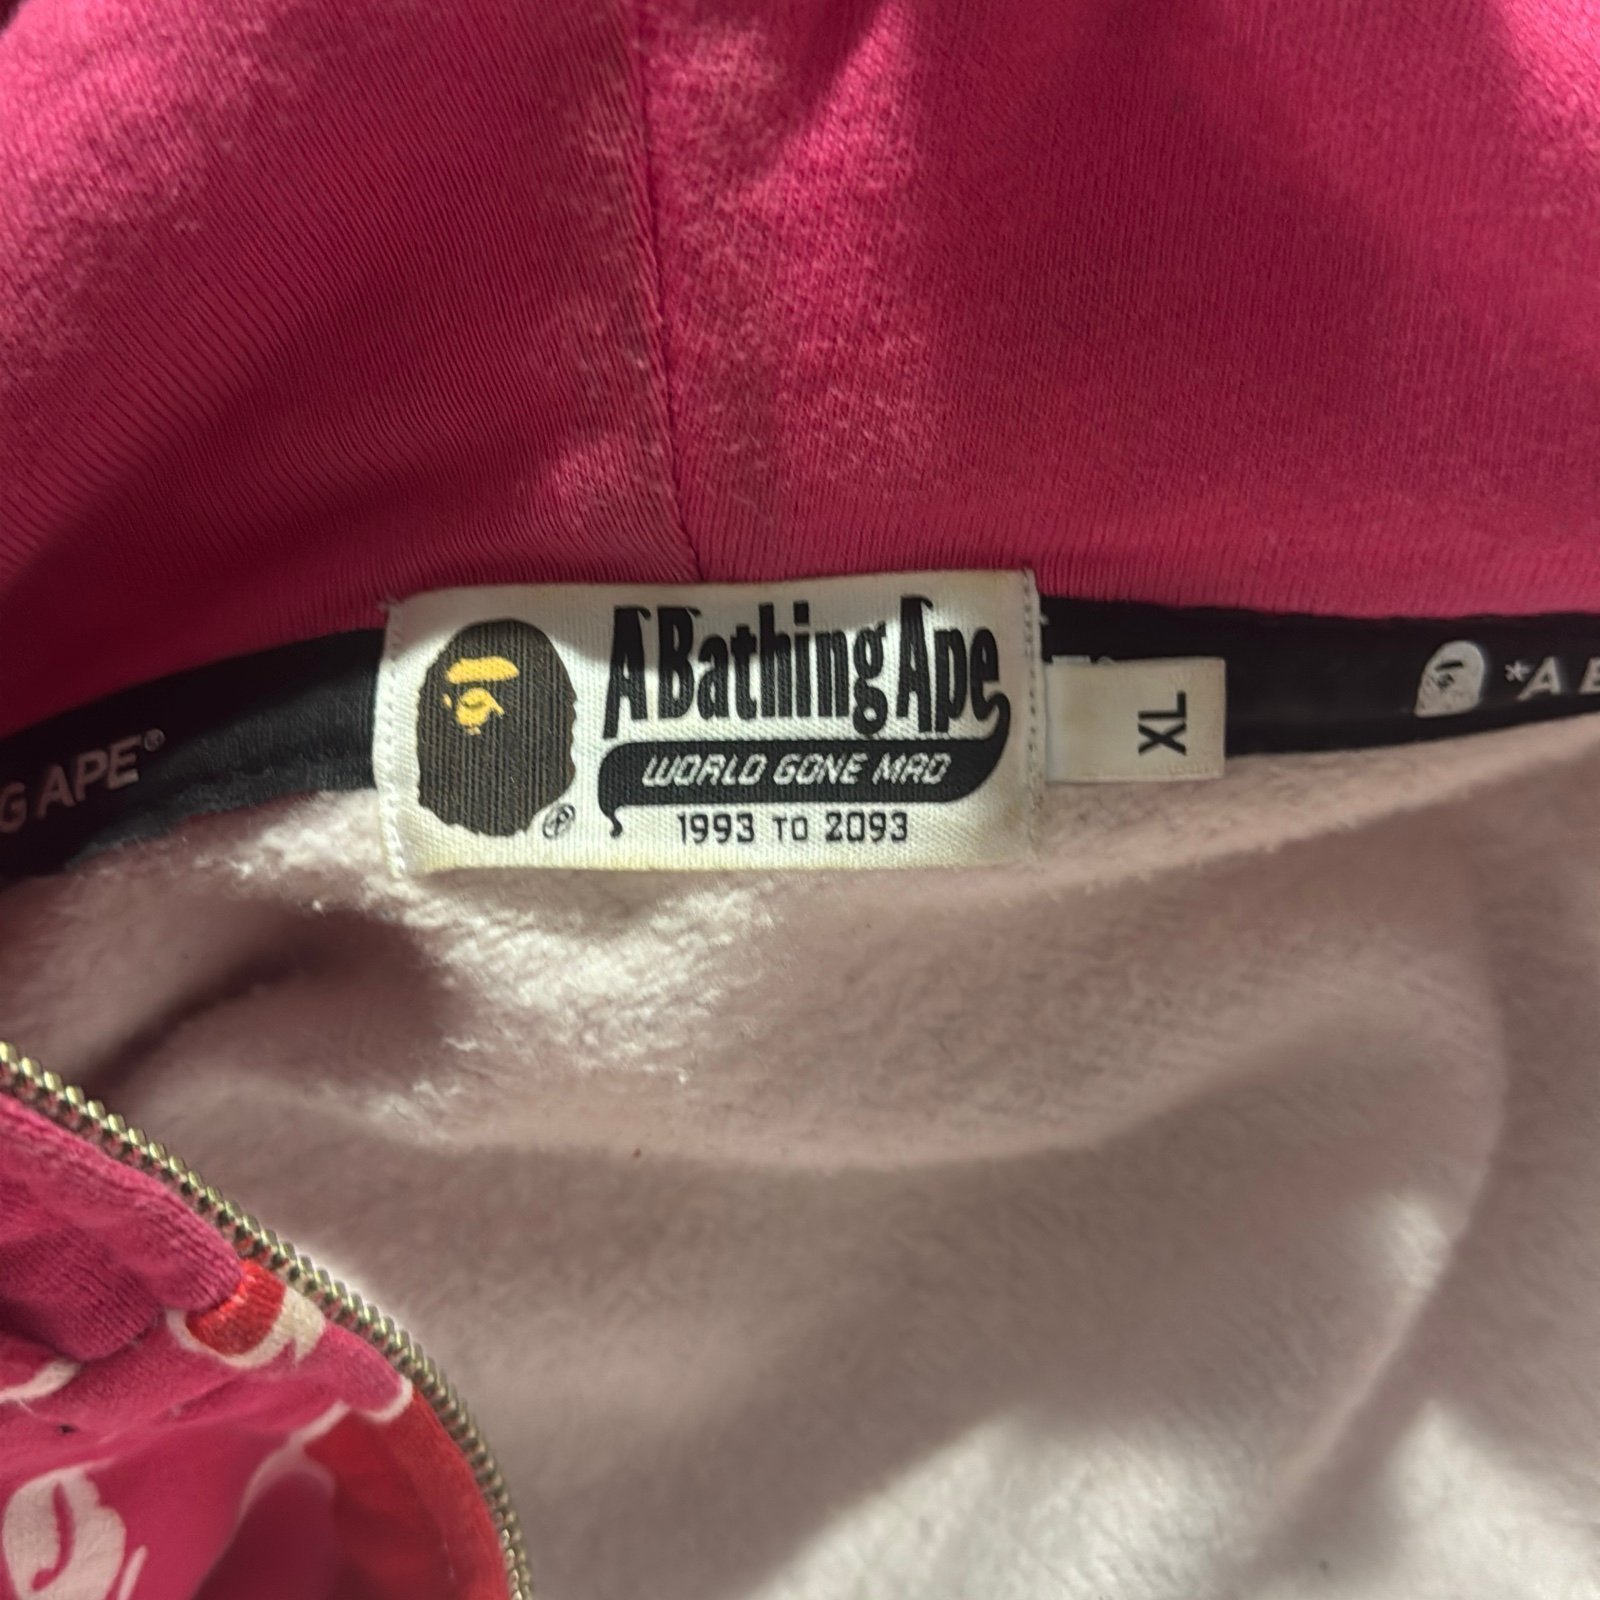 A Bathing Ape
WORLD GONE MAD
®
1993 TO 2093
XL
G APE®
*A B